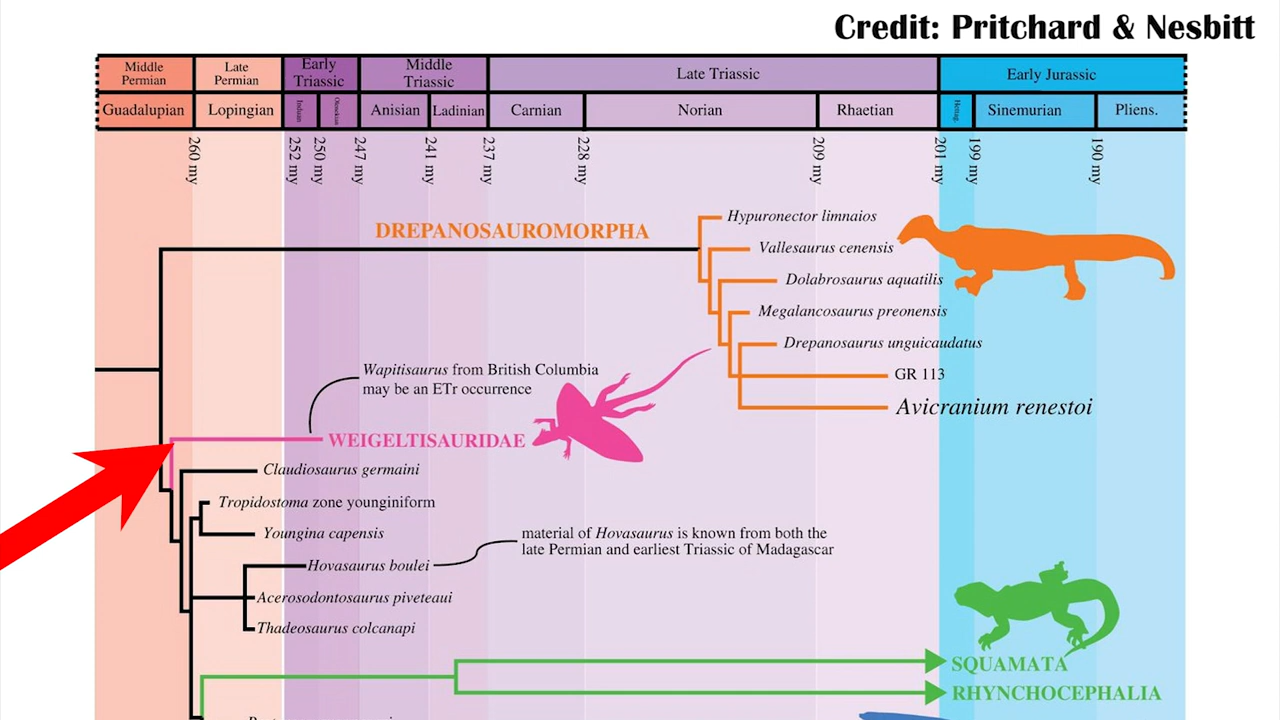 Credit: Pritchard & Nesbitt
Middle Permian
Late Permian
Early Triassic
Middle Triassic
Late Triassic
Early Jurassic
Guadalupian
Lopingian
Induan
Olenekian
Anisian
Ladinian
Carnian
Norian
Rhaetian
Hettag.
Sinemurian
Pliens.
260 my
252 my
250 my
247 my
241 my
237 my
228 my
209 my
201 my
199 my
190 my
Hypuronector limnaios
DREPANOSAUROMORPHA
Vallesaurus cenensis
Dolabrosaurus aquatilis
Megalancosaurus preonensis
Drepanosaurus unguicaudatus
Wapitisaurus from British Columbia
may be an ETr occurrence
GR 113
Avicranium renestoi
WEIGELTISAURIDAE
Claudiosaurus germaini
Tropidostoma zone younginiform
Youngina capensis
material of Hovasaurus is known from both the
late Permian and earliest Triassic of Madagascar
Hovasaurus boulei
Acerosodontosaurus piveteaui
Thadeosaurus colcanapi
SQUAMATA
RHYNCHOCEPHALIA